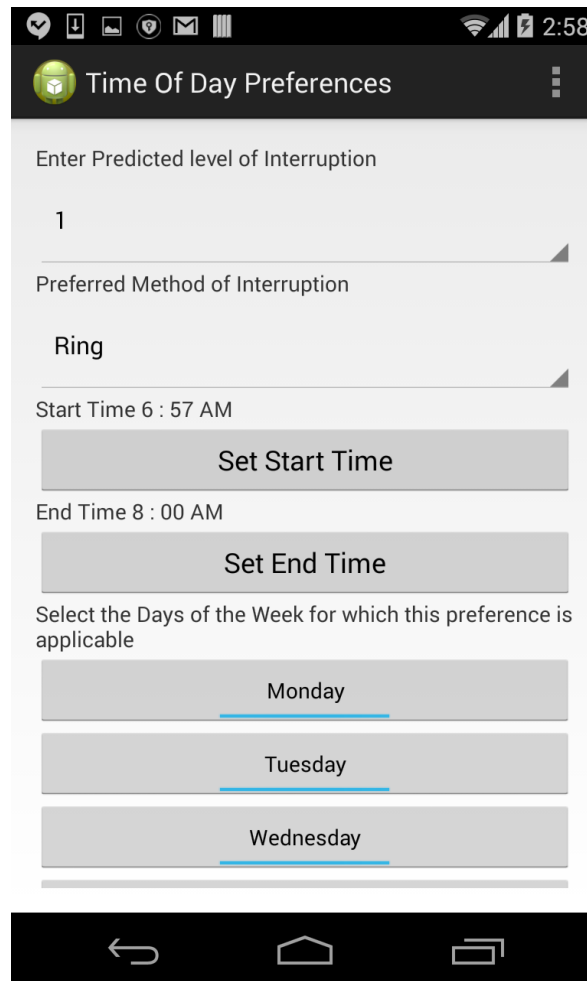 2:58
Time Of Day Preferences
Enter Predicted level of Interruption
1
Preferred Method of Interruption
Ring
Start Time 6 : 57 AM
Set Start Time
End Time 8 : 00 AM
Set End Time
Select the Days of the Week for which this preference is
applicable
Monday
Tuesday
Wednesday